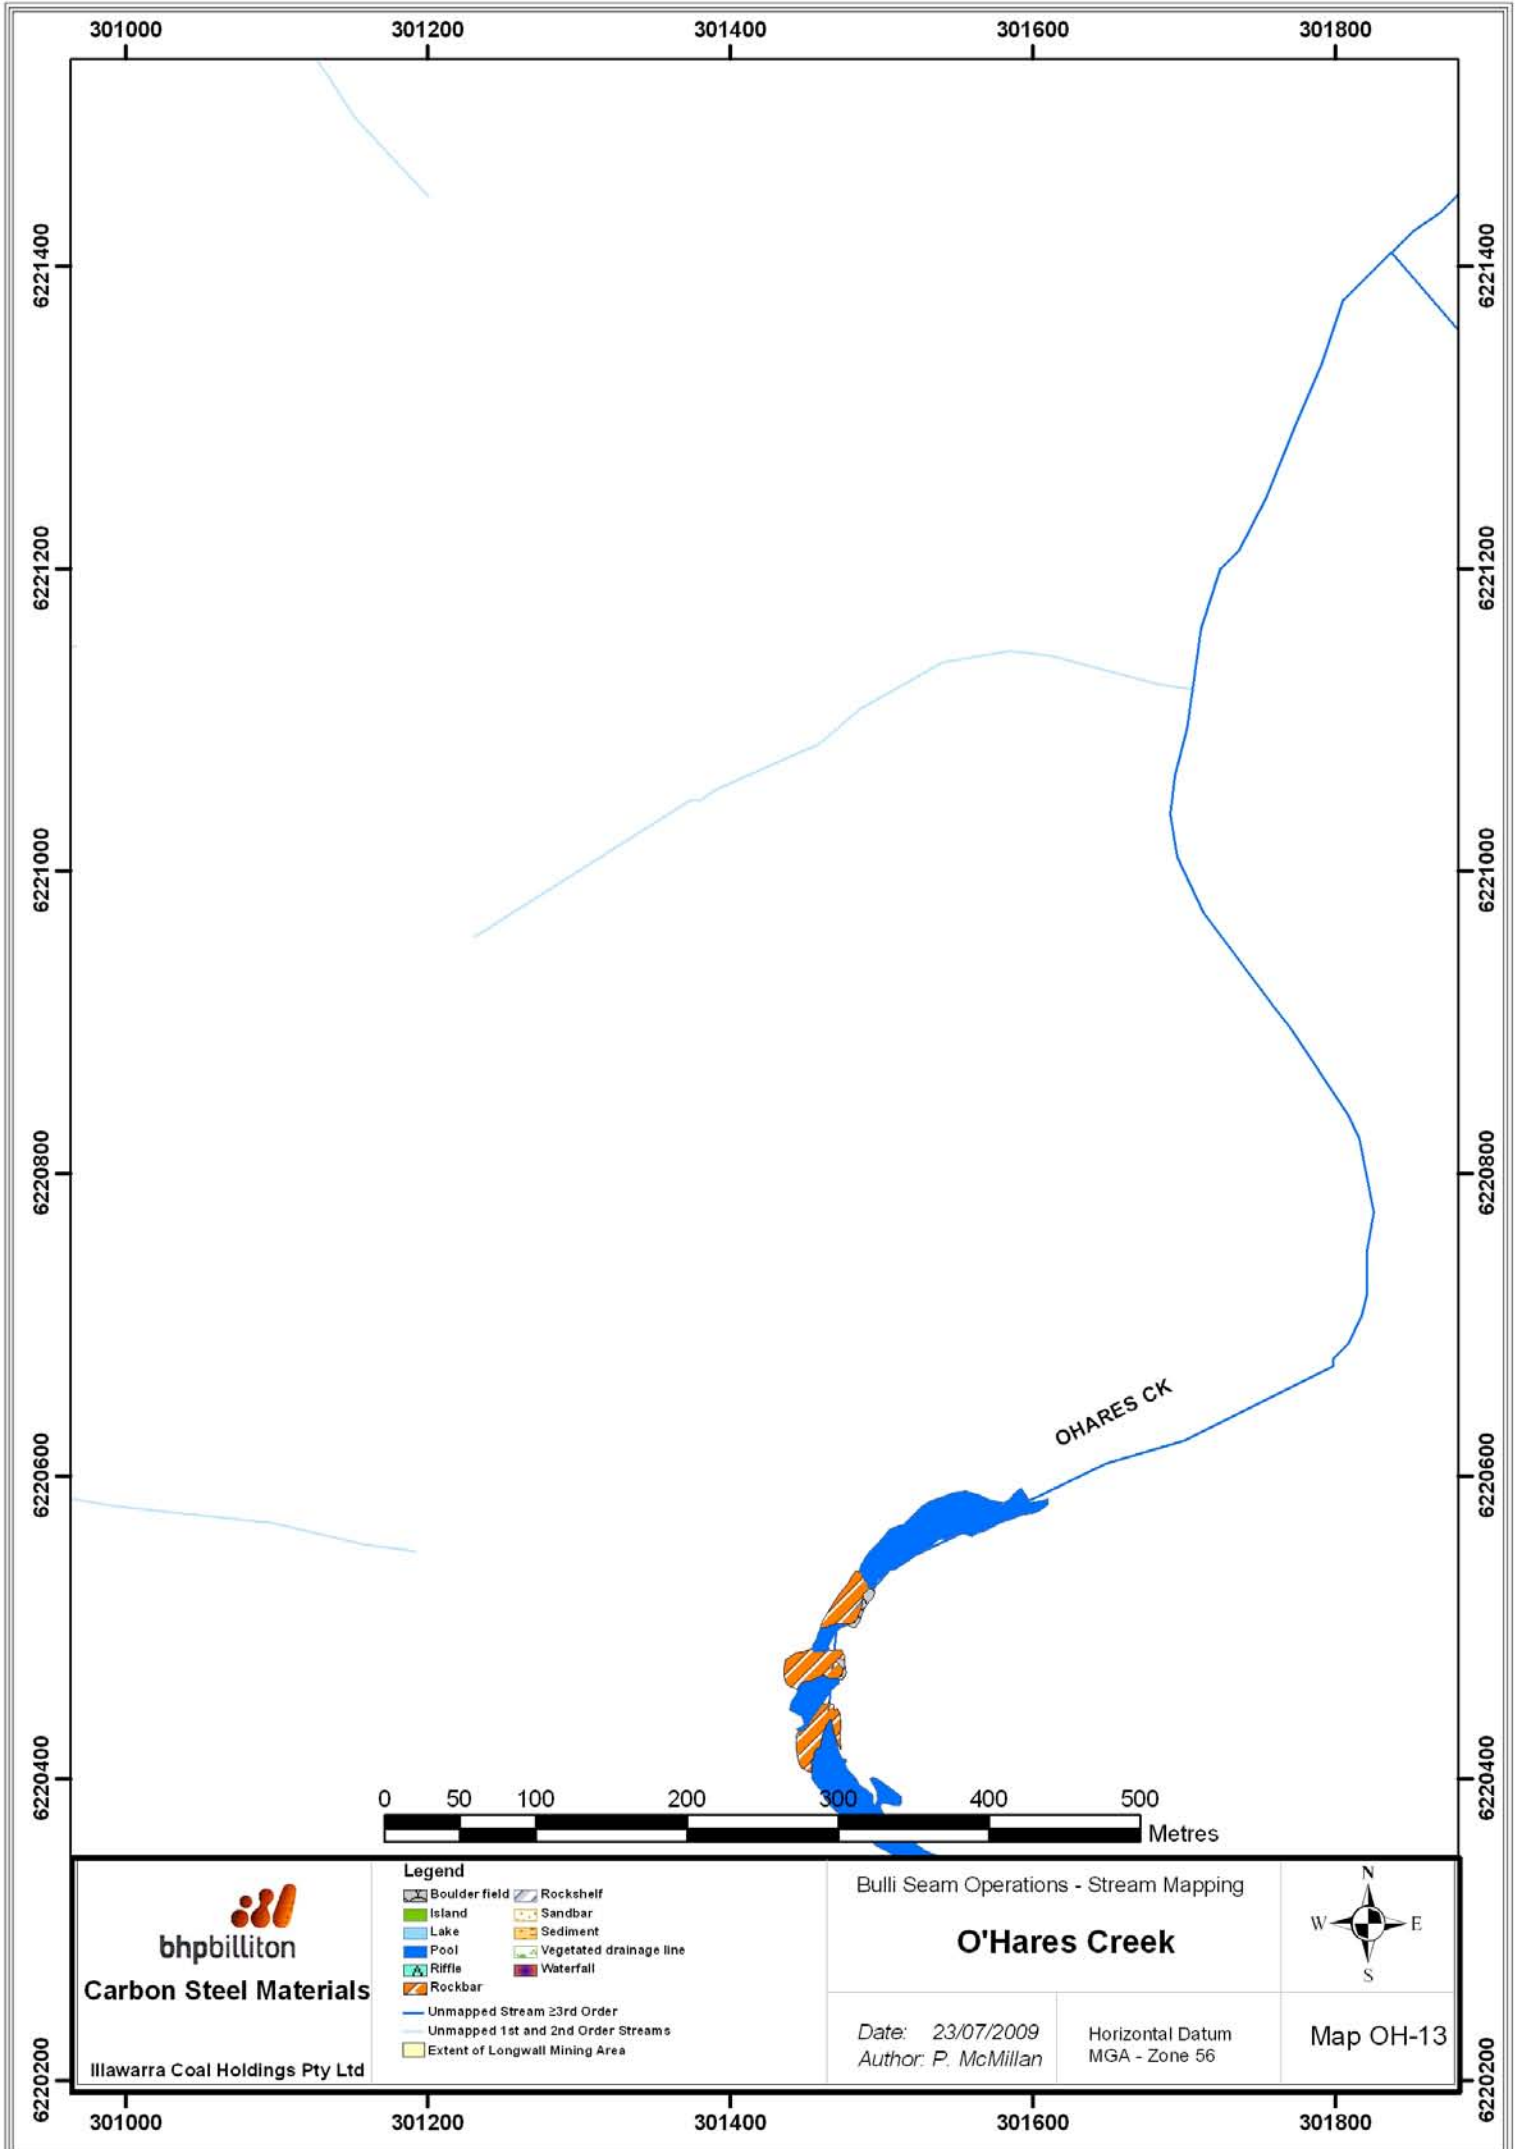 301000 301200 301400 301600 301800
6221400 6221400
6221200 6221200
6221000 6221000
6220800 6220800
OHARES CK
6220600 6220600
6220400 6220400
0 50 100 200 300 400 500
Metres
bhpbilliton
Carbon Steel Materials
Illawarra Coal Holdings Pty Ltd
Legend
Boulder field Rockshelf
Island Sandbar
Lake Sediment
Pool Vegetated drainage line
Riffle Waterfall
Rockbar
Unmapped Stream ≥3rd Order
Unmapped 1st and 2nd Order Streams
Extent of Longwall Mining Area
Bulli Seam Operations - Stream Mapping
O'Hares Creek
Date: 23/07/2009
Author: P. McMillan
Horizontal Datum
MGA - Zone 56
N
W E
S
Map OH-13
6220200 6220200
301000 301200 301400 301600 301800